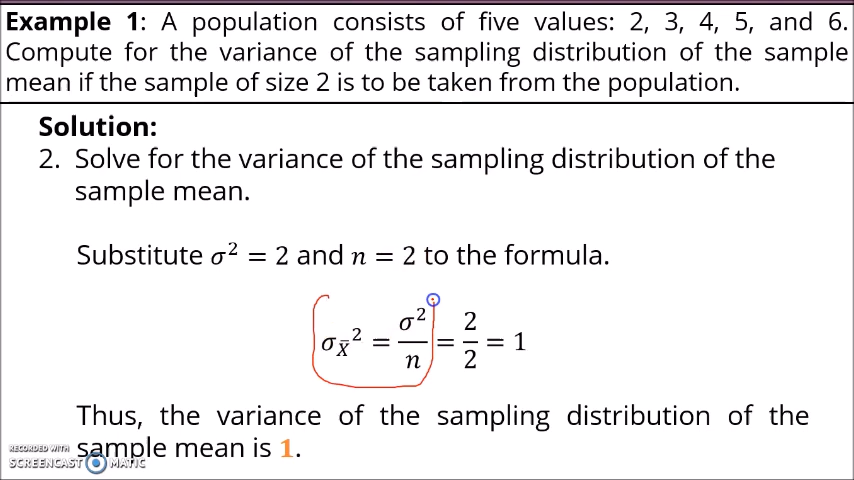 Example 1: A population consists of five values: 2, 3, 4, 5, and 6.
Compute for the variance of the sampling distribution of the sample
mean if the sample of size 2 is to be taken from the population.
Solution:
2. Solve for the variance of the sampling distribution of the
sample mean.
Substitute σ² = 2 and n = 2 to the formula.
σ_X̄² = σ²/n = 2/2 = 1
Thus, the variance of the sampling distribution of the
sample mean is 1.
RECORDED WITH
SCREENCAST MATIC